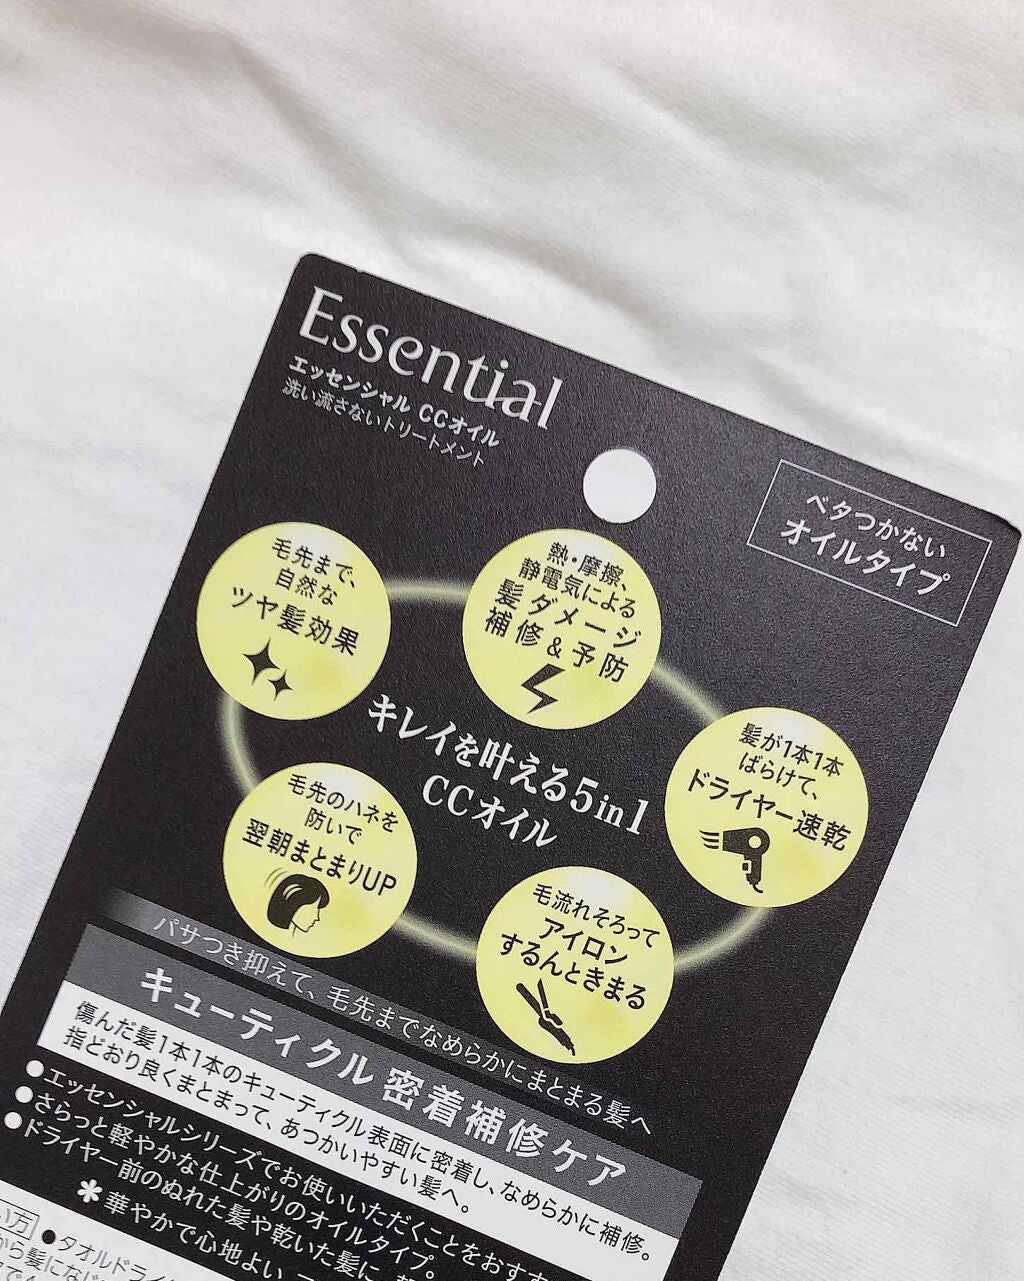 Essential
エッセンシャル CCオイル
洗い流さないトリートメント
ベタつかない
オイルタイプ
毛先まで、
自然な
ツヤ髪効果
熱・摩擦、
静電気による
髪ダメージ
補修&予防
髪が1本1本
ばらけて、
ドライヤー速乾
キレイを叶える5in1
CCオイル
毛先のハネを
防いで
翌朝まとまりUP
毛流れそろって
アイロン
するんときまる
パサつき抑えて、毛先までなめらかにまとまる髪へ
キューティクル 密着補修ケア
傷んだ髪1本1本のキューティクル表面に密着し、なめらかに補修。
指どおり良くまとまって、あつかいやすい髪へ。
●エッセンシャルシリーズでお使いいただくことをおす
●さらっと軽やかな仕上がりのオイルタイプ。
●ドライヤー前のぬれた髪や乾いた髪に、
＊華やかで心地よい
い方 ●タオルドライ
から髪になじ